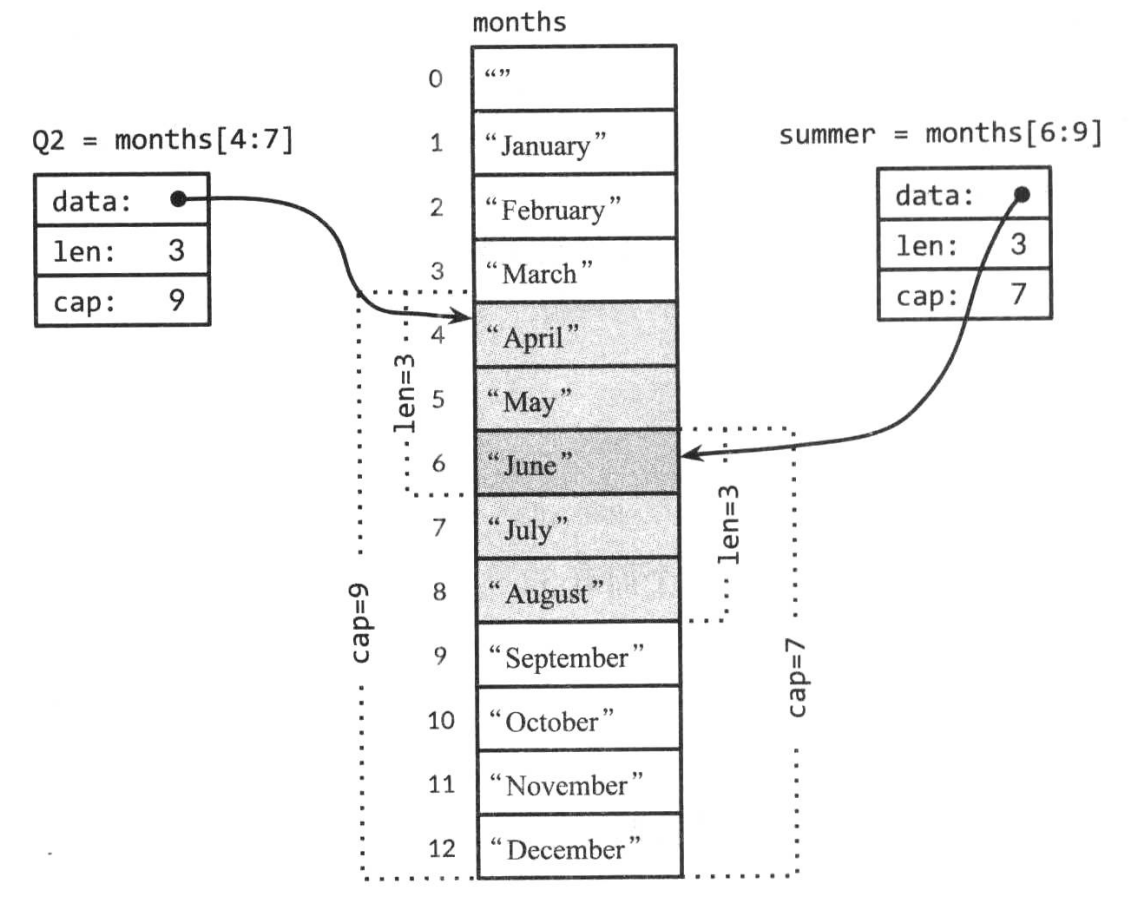 months
0 “”
Q2 = months[4:7]
summer = months[6:9]
1 “January”
data:
data:
2 “February”
len: 3
len: 3
3 “March”
cap: 9
cap: 7
4 “April”
len=3
5 “May”
6 “June”
len=3
7 “July”
8 “August”
cap=9
9 “September”
cap=7
10 “October”
11 “November”
12 “December”